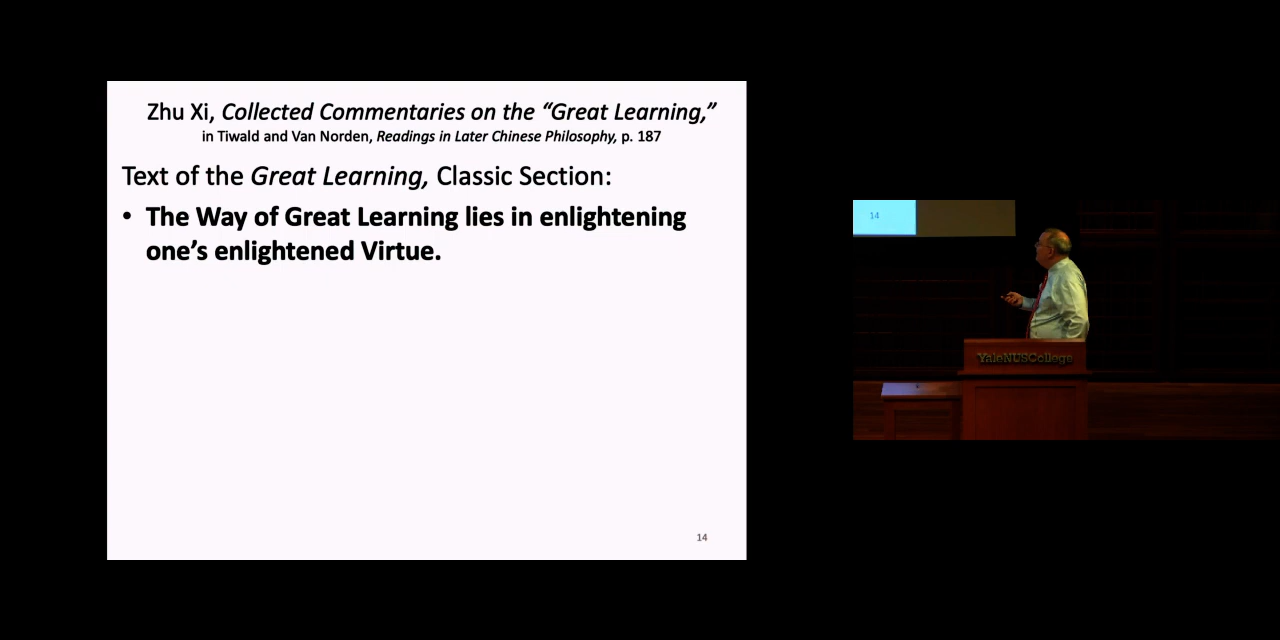 Zhu Xi, Collected Commentaries on the “Great Learning,”
in Tiwald and Van Norden, Readings in Later Chinese Philosophy, p. 187
Text of the Great Learning, Classic Section:
• The Way of Great Learning lies in enlightening
one’s enlightened Virtue.
14
14
YaleNUSCollege